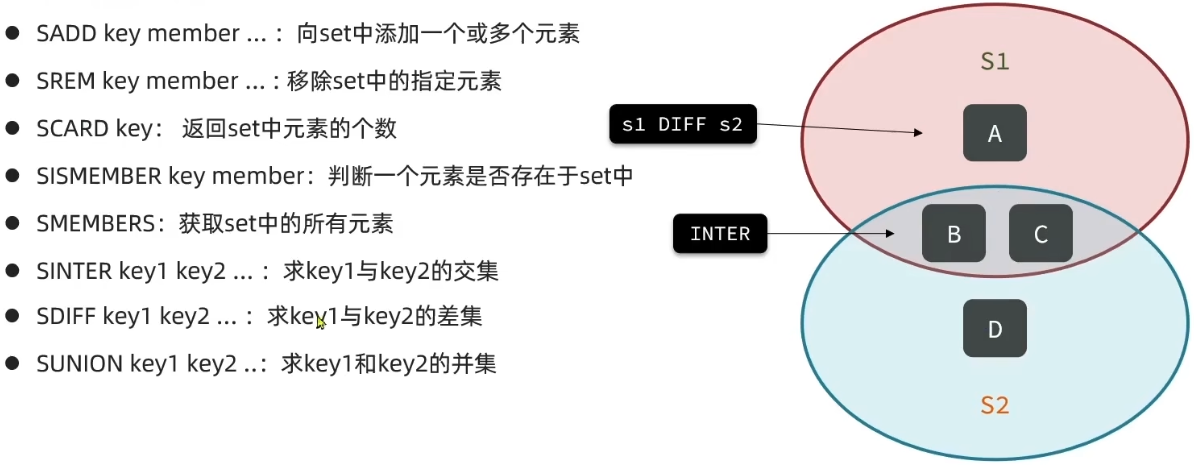 ● SADD key member ... ：向set中添加一个或多个元素
● SREM key member ... : 移除set中的指定元素
● SCARD key： 返回set中元素的个数
● SISMEMBER key member：判断一个元素是否存在于set中
● SMEMBERS：获取set中的所有元素
● SINTER key1 key2 ... ：求key1与key2的交集
● SDIFF key1 key2 ... ：求key1与key2的差集
● SUNION key1 key2 ..：求key1和key2的并集
S1
s1 DIFF s2
A
INTER
B
C
D
S2